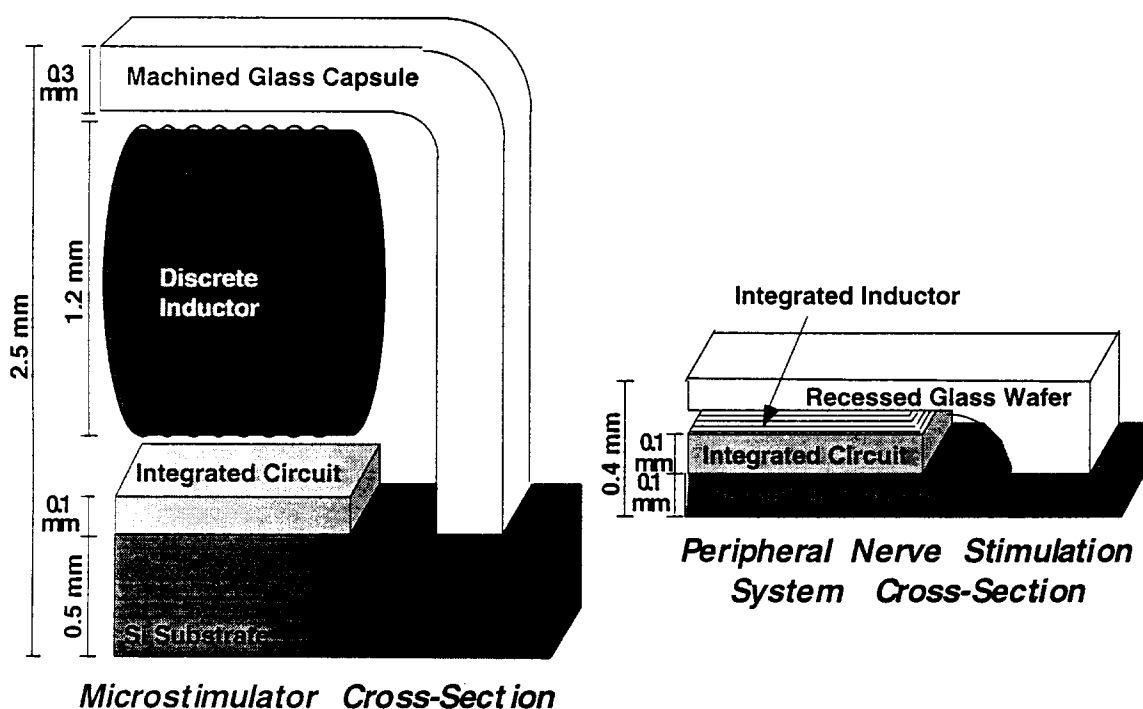 Machined Glass Capsule
0.3
mm
Discrete
Inductor
1.2 mm
2.5 mm
Integrated Circuit
0.1
mm
0.5 mm
Si Substrate
Microstimulator Cross-Section
Integrated Inductor
Recessed Glass Wafer
0.4 mm
0.1
mm
Integrated Circuit
0.1
mm
Peripheral Nerve Stimulation
System Cross-Section